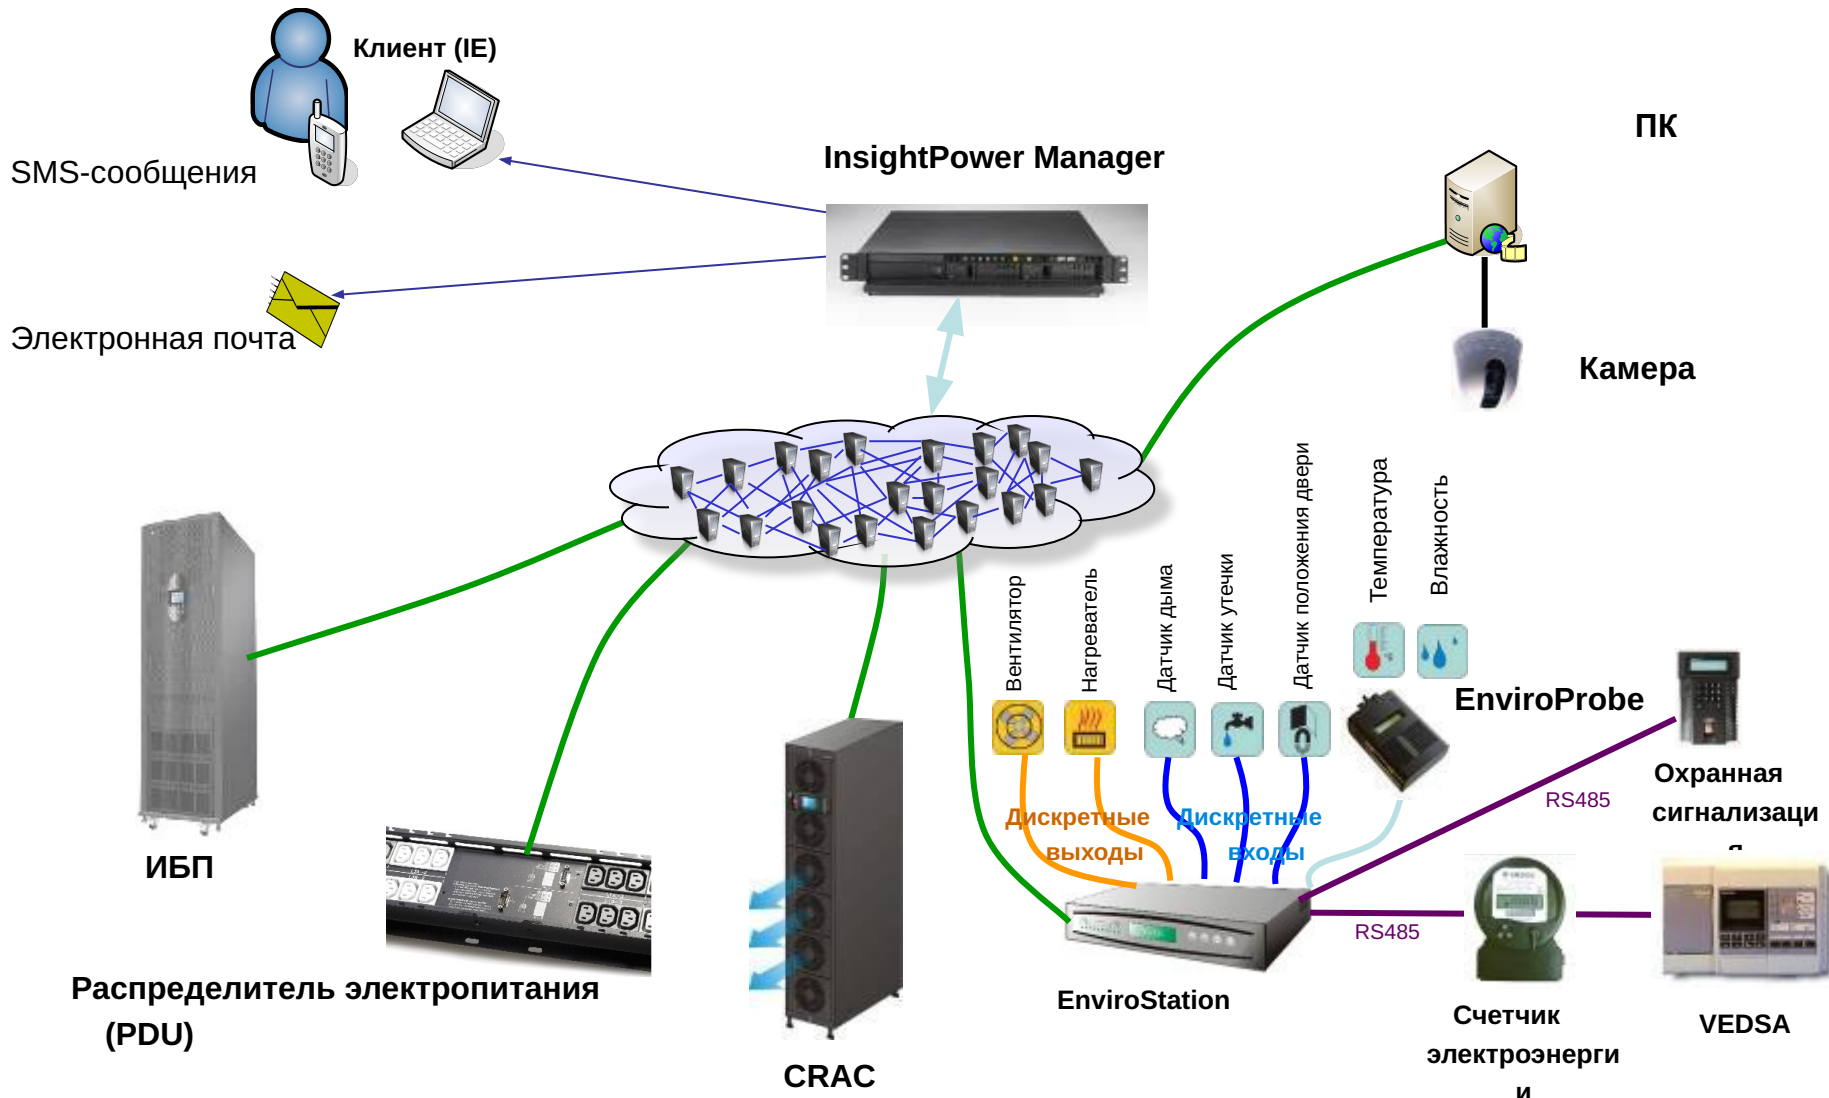 Клиент (IE)
SMS-сообщения
Электронная почта
InsightPower Manager
ПК
Камера
Вентилятор
Нагреватель
Датчик дыма
Датчик утечки
Датчик положения двери
Температура
Влажность
EnviroProbe
Дискретные
выходы
Дискретные
входы
RS485
RS485
Охранная
сигнализаци
я
ИБП
Распределитель электропитания
(PDU)
CRAC
EnviroStation
Счетчик
электроэнерги
и
VEDSA